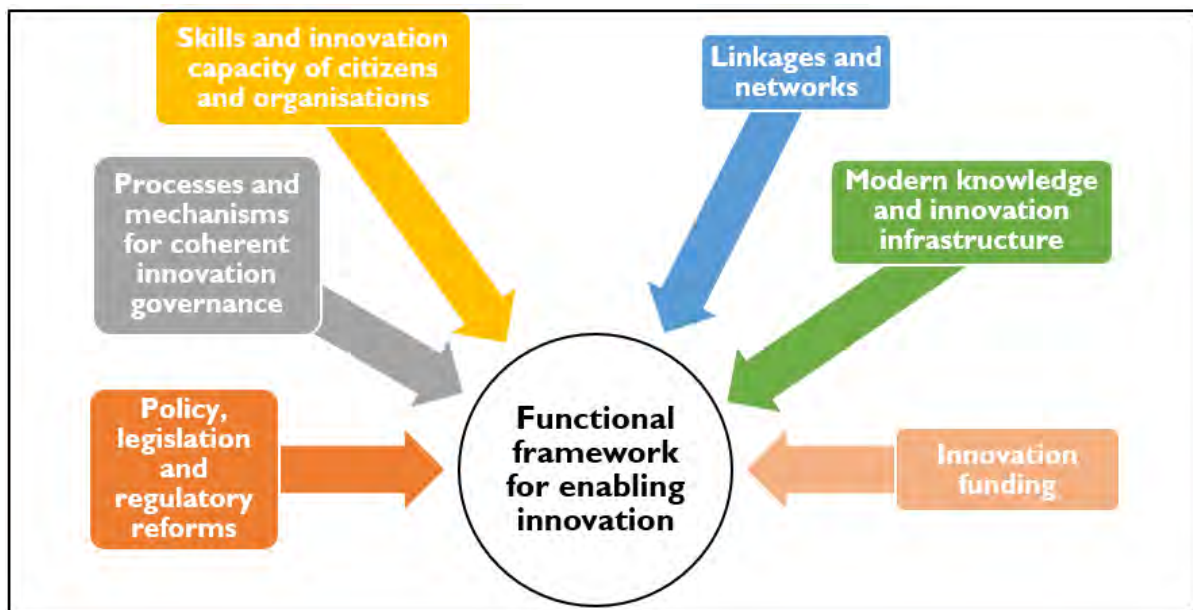 Skills and innovation
capacity of citizens
and organisations
Linkages and
networks
Processes and
mechanisms
for coherent
innovation
governance
Modern knowledge
and innovation
infrastructure
Policy,
legislation
and
regulatory
reforms
Functional
framework
for enabling
innovation
Innovation
funding